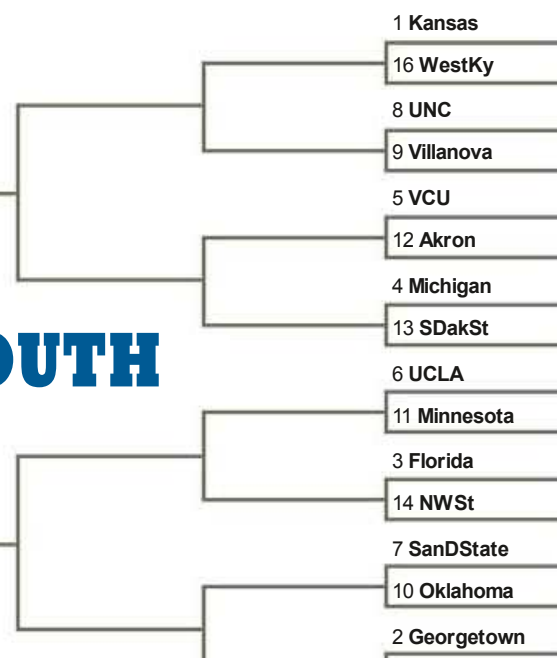 1 Kansas
16 WestKy
8 UNC
9 Villanova
5 VCU
12 Akron
4 Michigan
13 SDakSt
OUTH
6 UCLA
11 Minnesota
3 Florida
14 NWSt
7 SanDState
10 Oklahoma
2 Georgetown